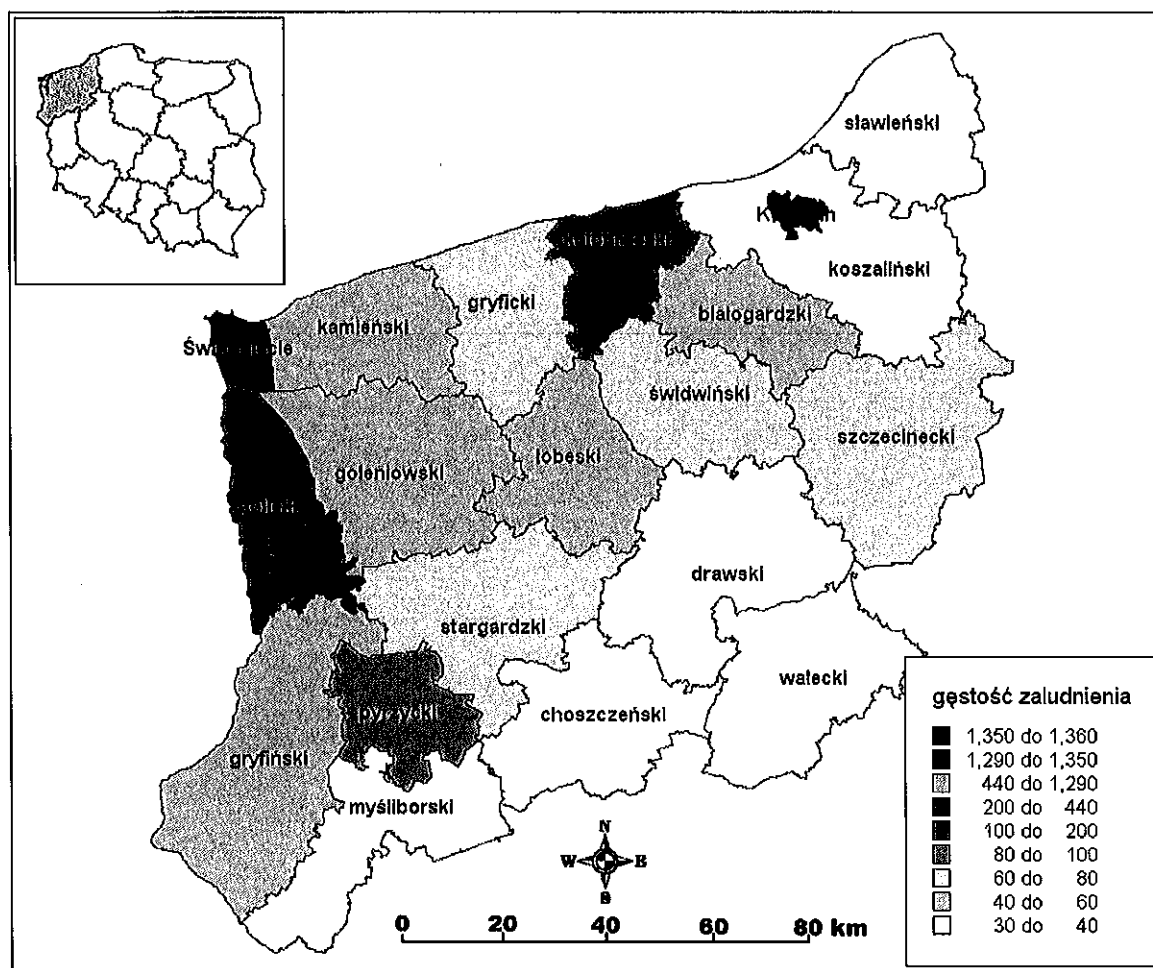 sławieński
koszaliński
gryficki
kamieński
białogardzki
świdwiński
szczecinecki
goleniowski
łobeski
drawski
stargardzki
wałecki
pyrzycki
choszczeński
gryfiński
myśliborski
gęstość zaludnienia
1,350 do 1,360
1,290 do 1,350
440 do 1,290
200 do 440
100 do 200
80 do 100
60 do 80
40 do 60
30 do 40
N
W E
S
0 20 40 60 80 km